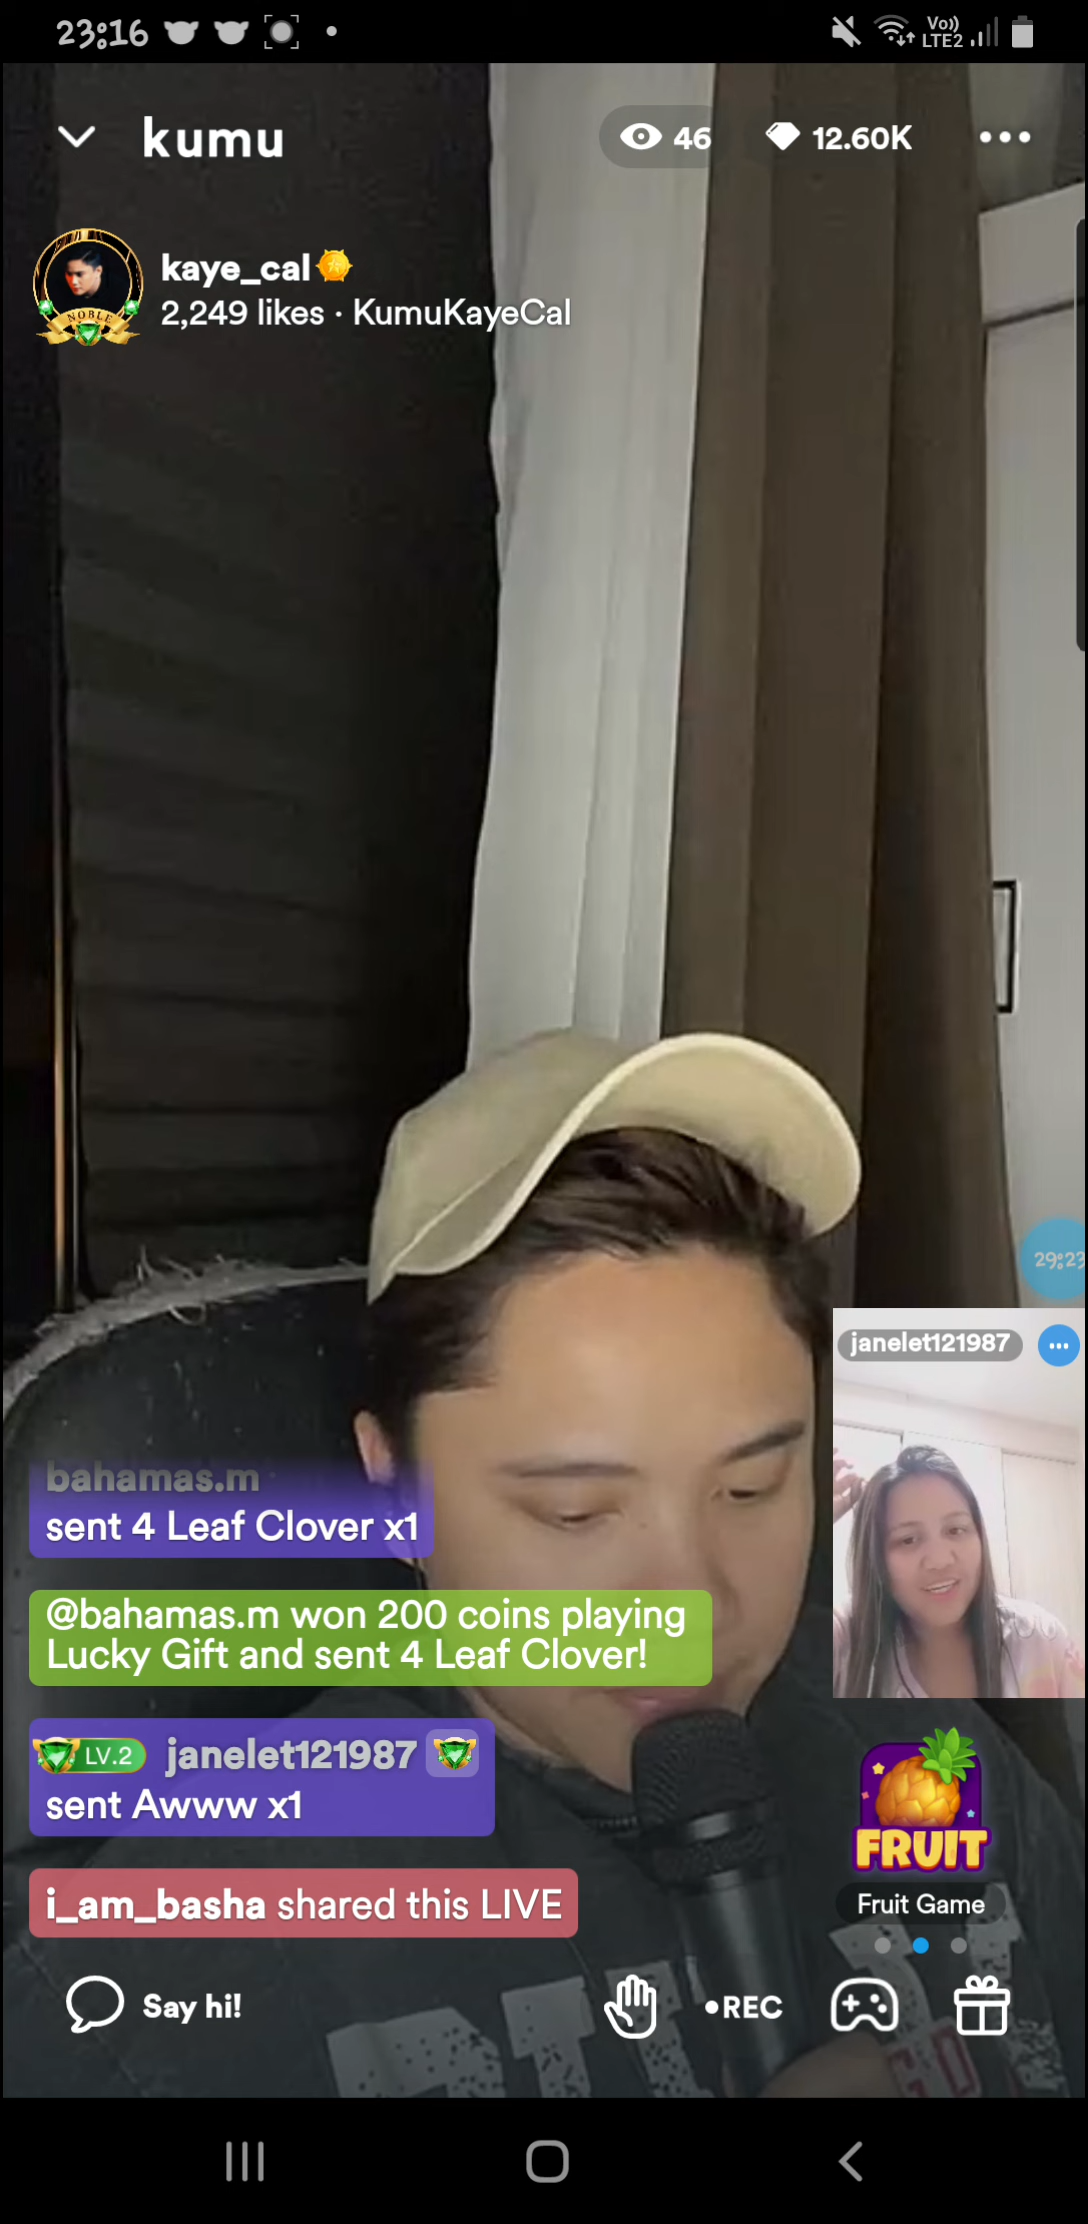 23:16
Vo))
LTE2
kumu
46
12.60K
kaye_cal
2,249 likes · KumuKayeCal
NOBLE
29:23
janelet121987
bahamas.m
sent 4 Leaf Clover x1
@bahamas.m won 200 coins playing
Lucky Gift and sent 4 Leaf Clover!
LV.2 janelet121987
sent Awww x1
FRUIT
i_am_basha shared this LIVE
Fruit Game
Say hi!
•REC